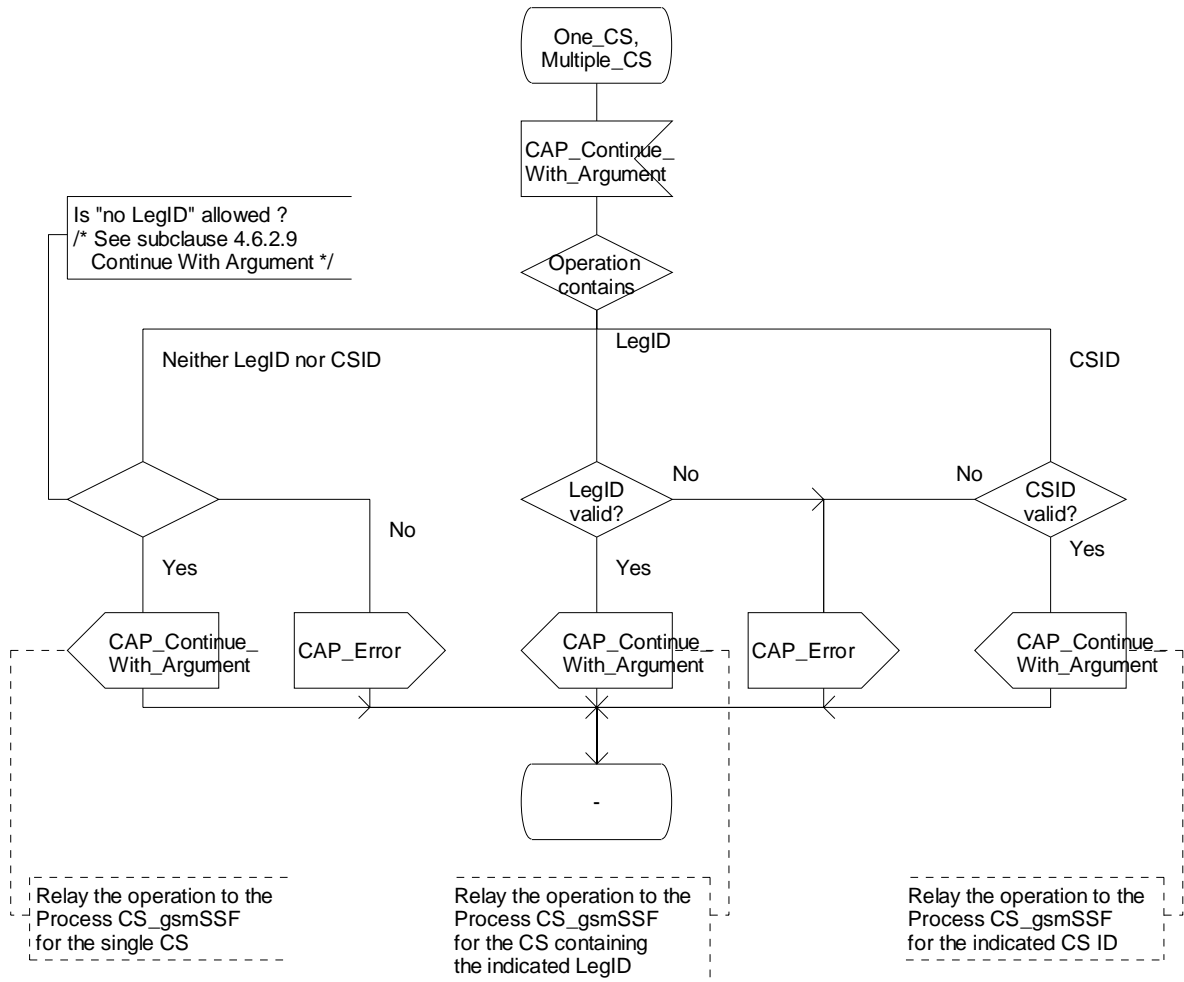 One_CS,
Multiple_CS
CAP_Continue_
With_Argument
Is "no LegID" allowed ?
/* See subclause 4.6.2.9
Continue With Argument */
Operation
contains
Neither LegID nor CSID
LegID
CSID
No
LegID
valid?
No
CSID
valid?
No
Yes
Yes
Yes
CAP_Continue_
With_Argument
CAP_Error
CAP_Continue_
With_Argument
CAP_Error
CAP_Continue_
With_Argument
-
Relay the operation to the
Process CS_gsmSSF
for the single CS
Relay the operation to the
Process CS_gsmSSF
for the CS containing
the indicated LegID
Relay the operation to the
Process CS_gsmSSF
for the indicated CS ID